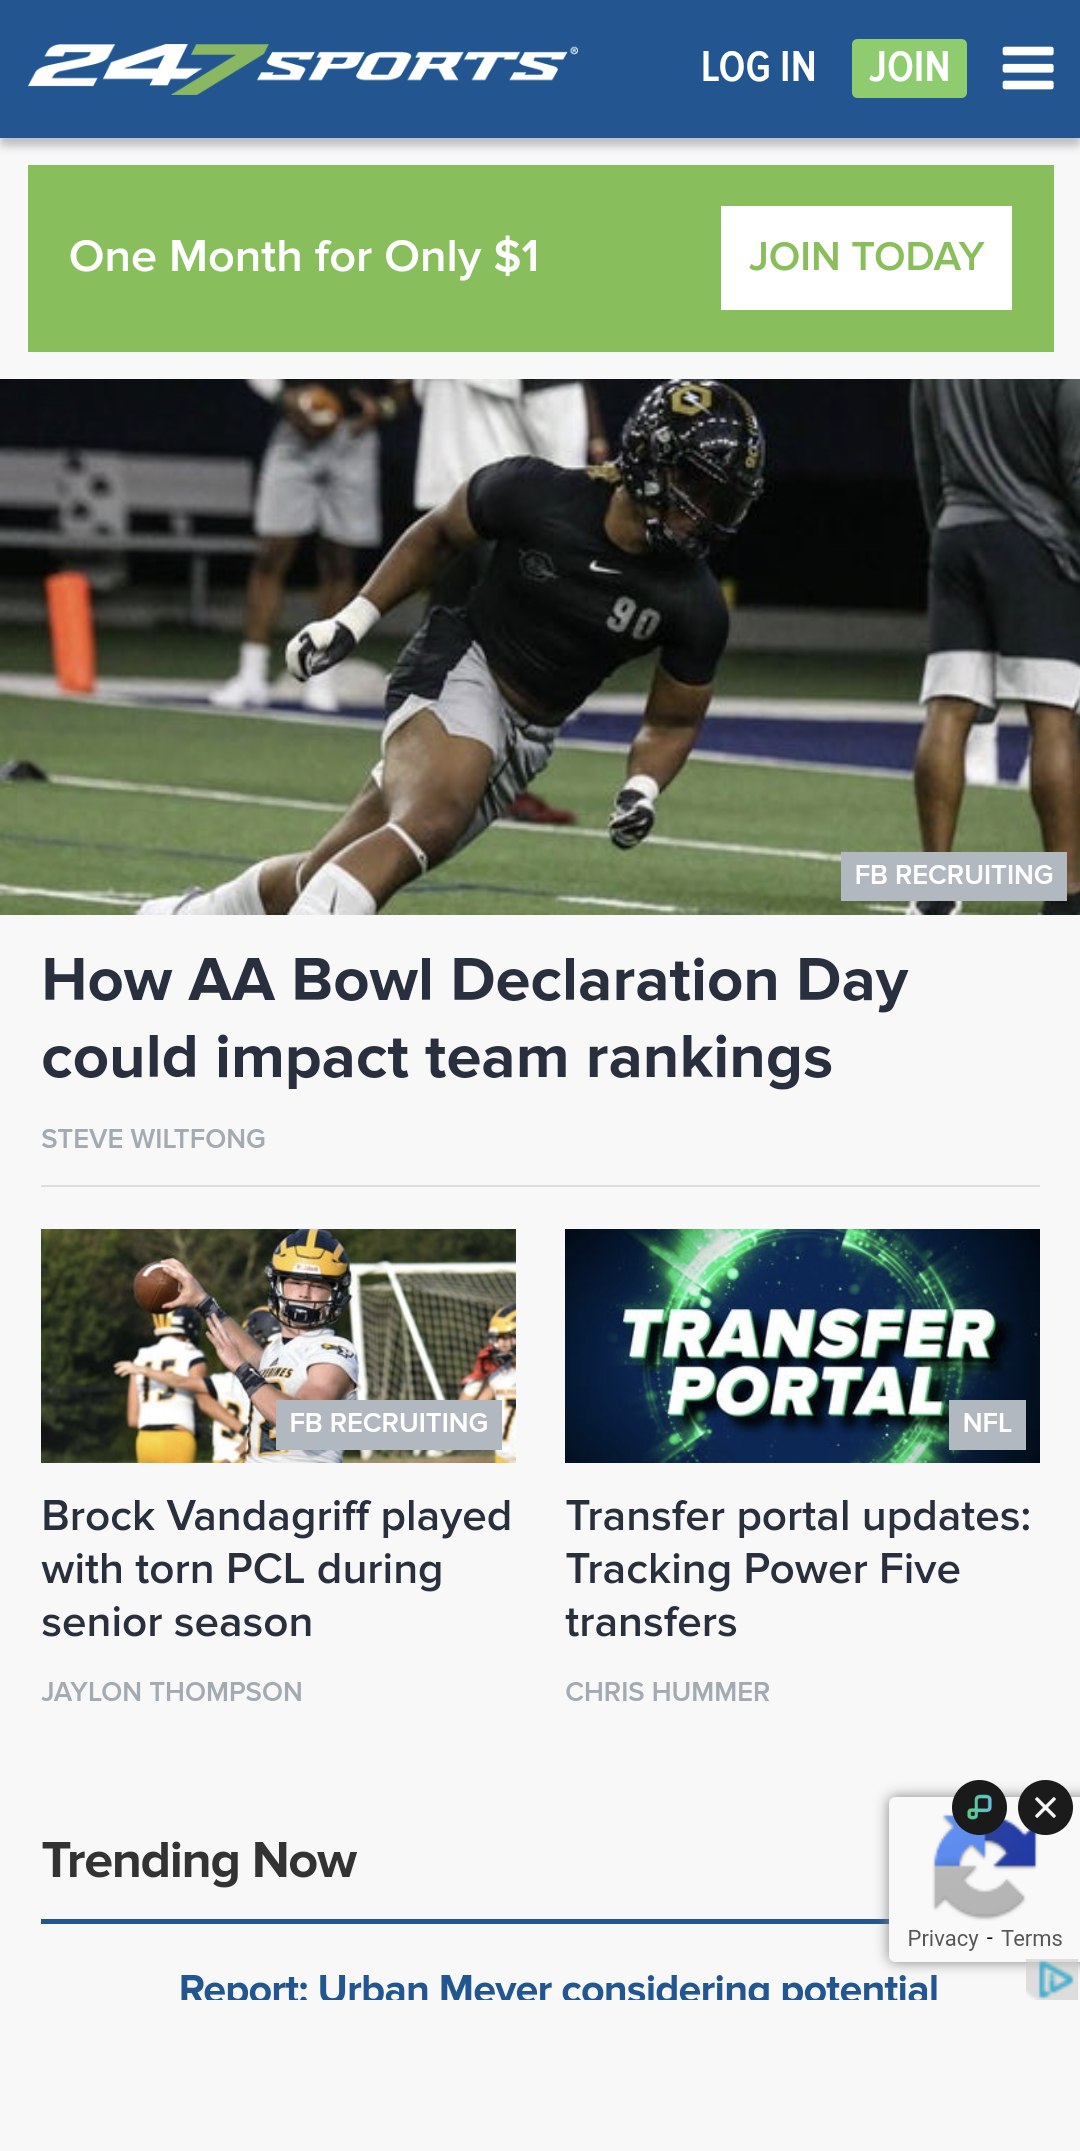 247SPORTS®
LOG IN
JOIN
One Month for Only $1
JOIN TODAY
90
FB RECRUITING
How AA Bowl Declaration Day
could impact team rankings
STEVE WILTFONG
FB RECRUITING
TRANSFER
PORTAL
NFL
Brock Vandagriff played
with torn PCL during
senior season
JAYLON THOMPSON
Transfer portal updates:
Tracking Power Five
transfers
CHRIS HUMMER
Trending Now
Privacy - Terms
Report: Urban Meyer considering potential